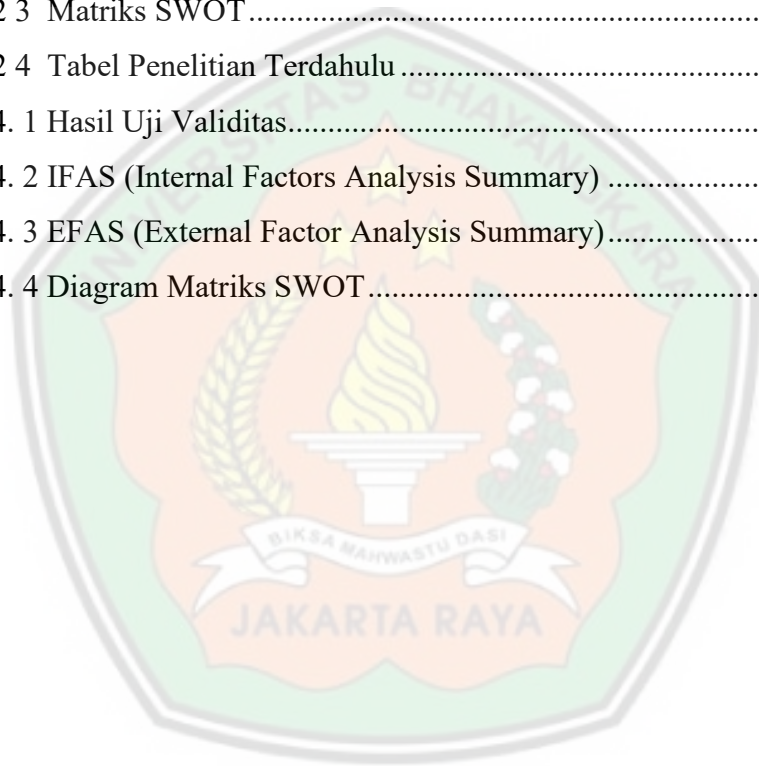 2 3 Matriks SWOT
2 4 Tabel Penelitian Terdahulu
4. 1 Hasil Uji Validitas
4. 2 IFAS (Internal Factors Analysis Summary)
4. 3 EFAS (External Factor Analysis Summary)
4. 4 Diagram Matriks SWOT
UNIVERSITAS BHAYANGKARA
BIKSA MAHWASTU DASI
JAKARTA RAYA